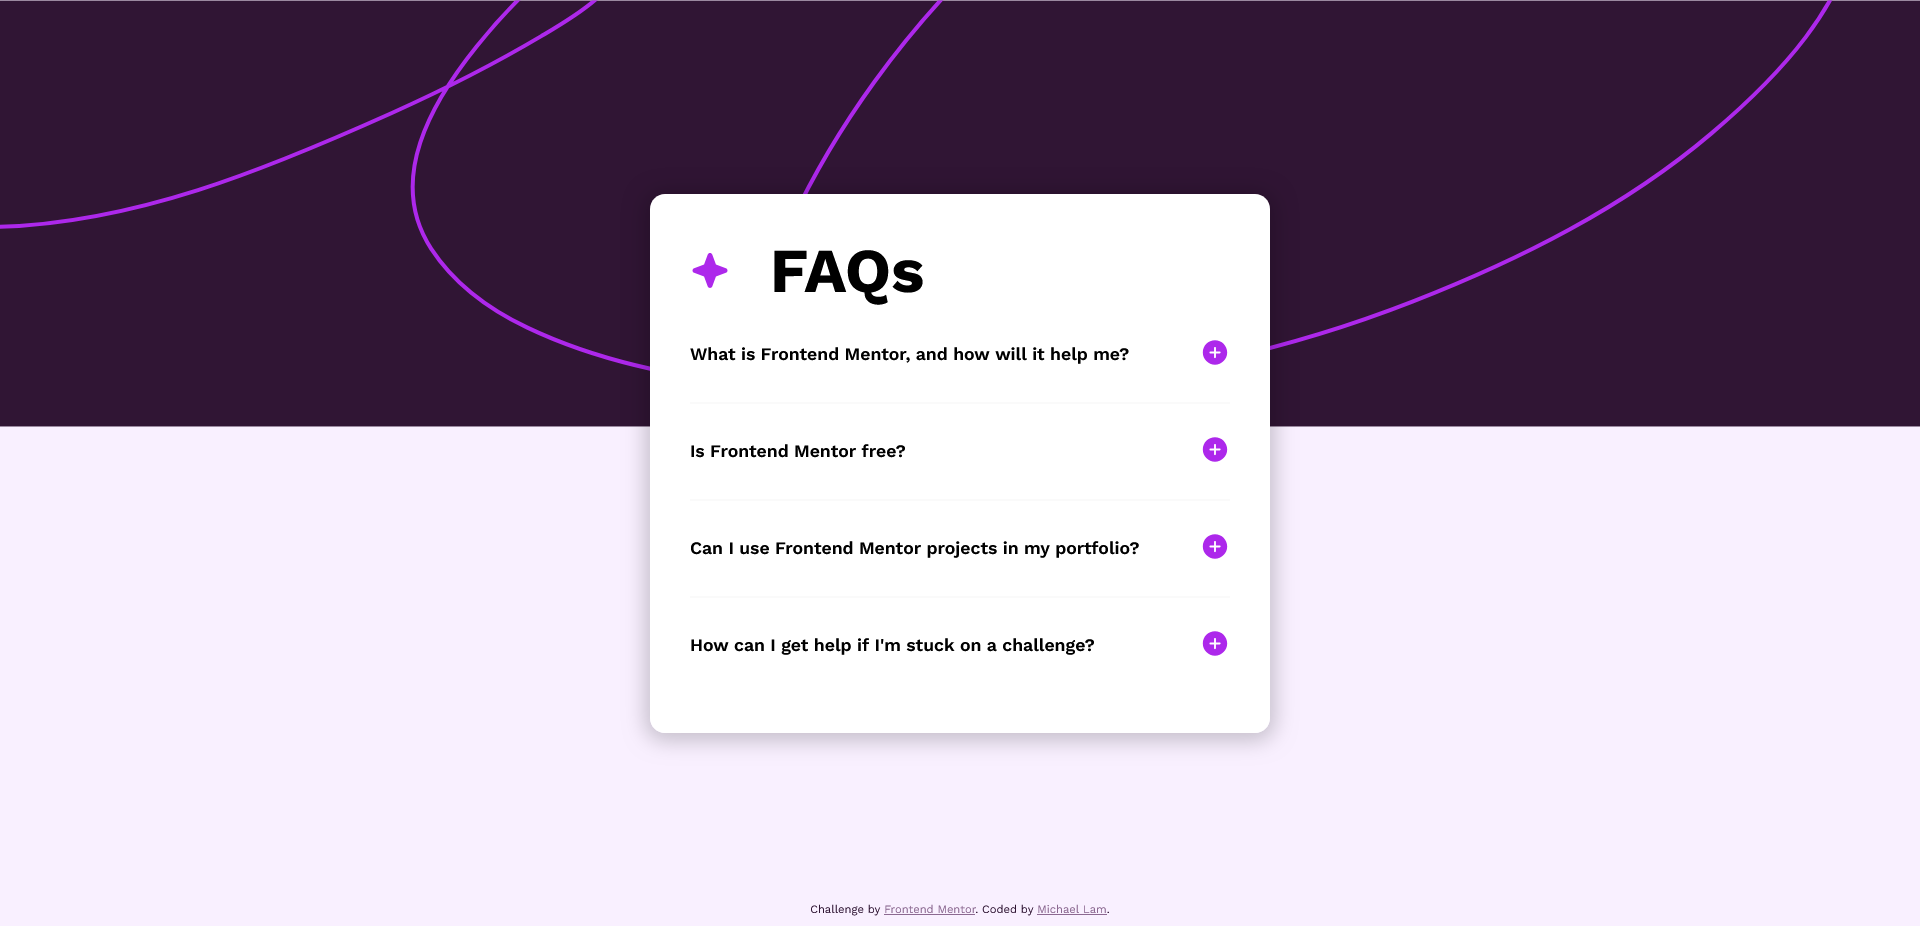 FAQs
What is Frontend Mentor, and how will it help me?
Is Frontend Mentor free?
Can I use Frontend Mentor projects in my portfolio?
How can I get help if I'm stuck on a challenge?
Challenge by Frontend Mentor. Coded by Michael Lam.